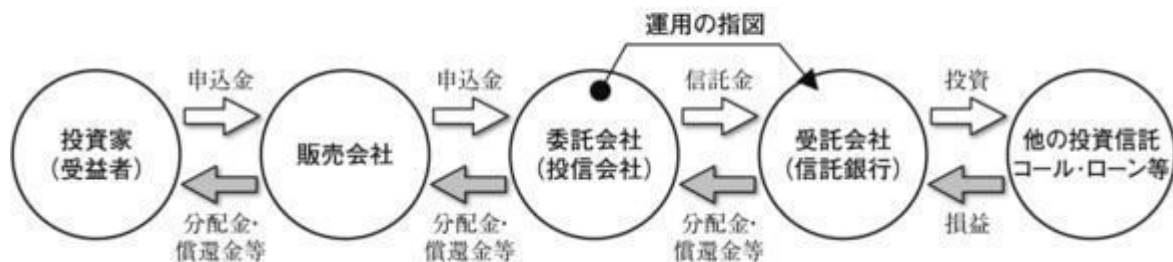 運用の指図
申込金
申込金
信託金
投資
投資家
(受益者)
販売会社
委託会社
(投信会社)
受託会社
(信託銀行)
他の投資信託
コール・ローン等
分配金・
償還金等
分配金・
償還金等
分配金・
償還金等
損益